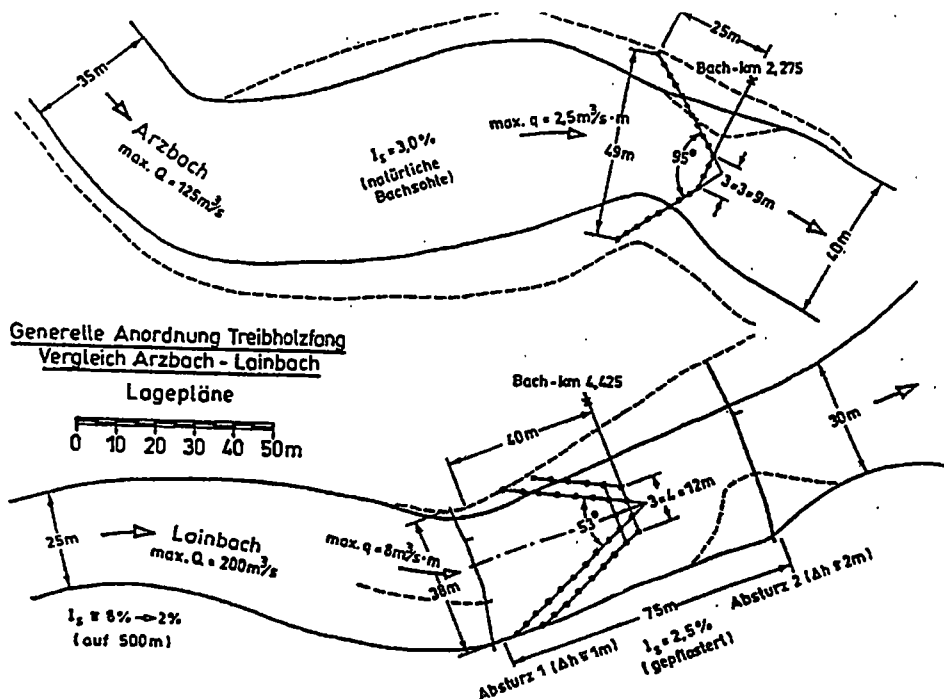 35m
Arzbach
max. Q = 125m³/s
I_s = 3,0%
(natürliche
Bachsohle)
max. q = 2,5m³/s·m
25m
Bach-km 2,275
49m
95°
3×3=9m
40m
Generelle Anordnung Treibholzfang
Vergleich Arzbach - Lainbach
Lagepläne
0 10 20 30 40 50m
Bach-km 4,425
40m
30m
3×4=12m
53°
25m
Lainbach
max. Q = 200m³/s
max. q = 8m³/s·m
38m
I_s ≅ 8% → 2%
(auf 500m)
75m
Absturz 1 (Δh ≅ 1m)
I_s = 2,5%
(gepflastert)
Absturz 2 (Δh ≅ 2m)